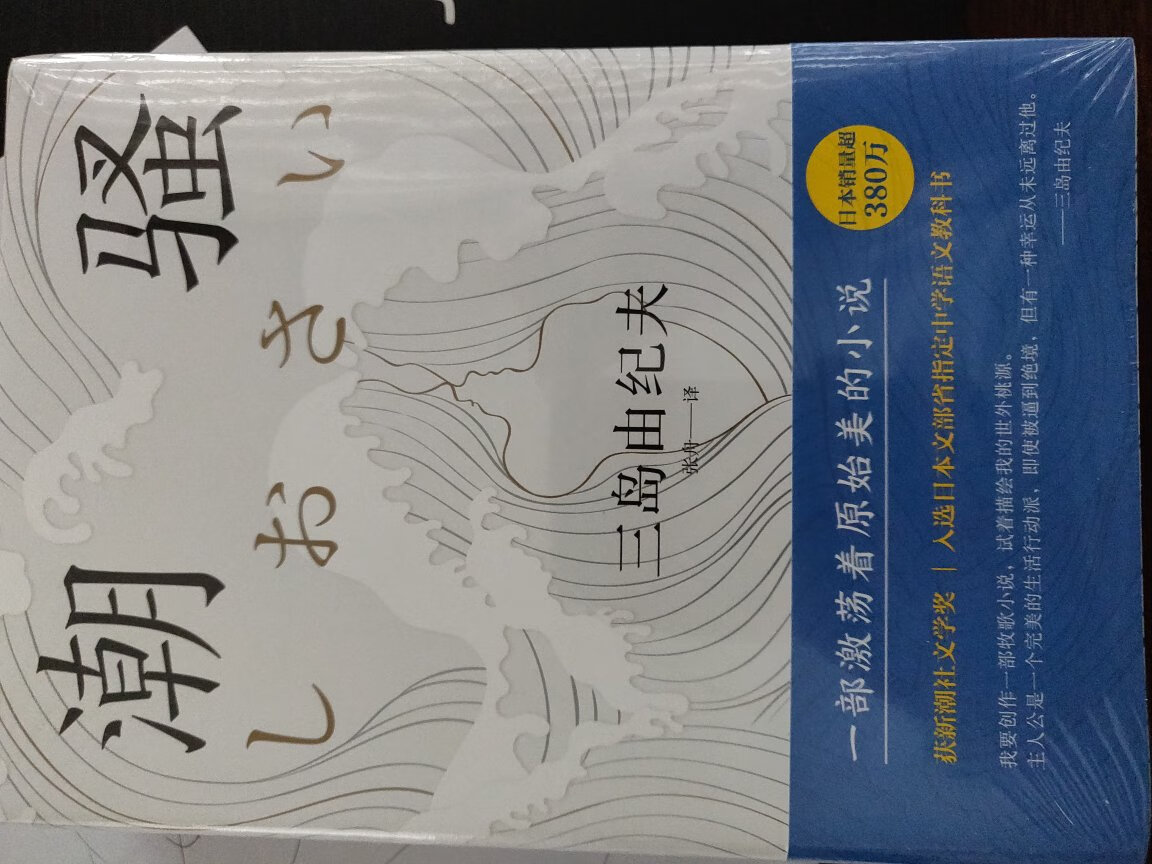 潮骚
しおさい
三岛由纪夫
张舟——译
日本销量超
380万
一部激荡着原始美的小说
获新潮社文学奖 | 入选日本文部省指定中学语文教科书
我要创作一部牧歌小说，试着描绘我的世外桃源。
主人公是一个完美的生活行动派，即使被逼到绝境，但有一种幸运从未远离过他。
——三岛由纪夫